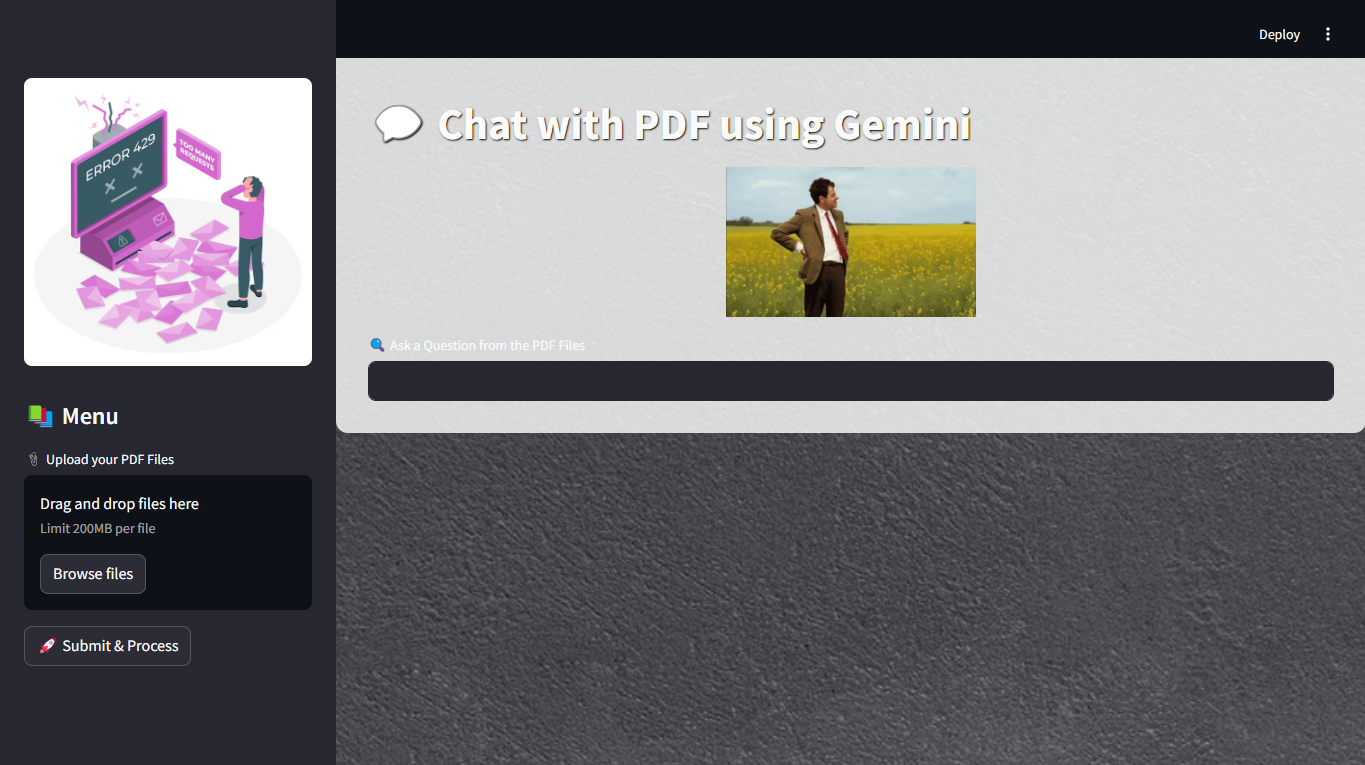 Deploy
ERROR 429
TOO MANY
REQUESTS
Menu
Upload your PDF Files
Drag and drop files here
Limit 200MB per file
Browse files
🚀 Submit & Process
💬 Chat with PDF using Gemini
🔍 Ask a Question from the PDF Files